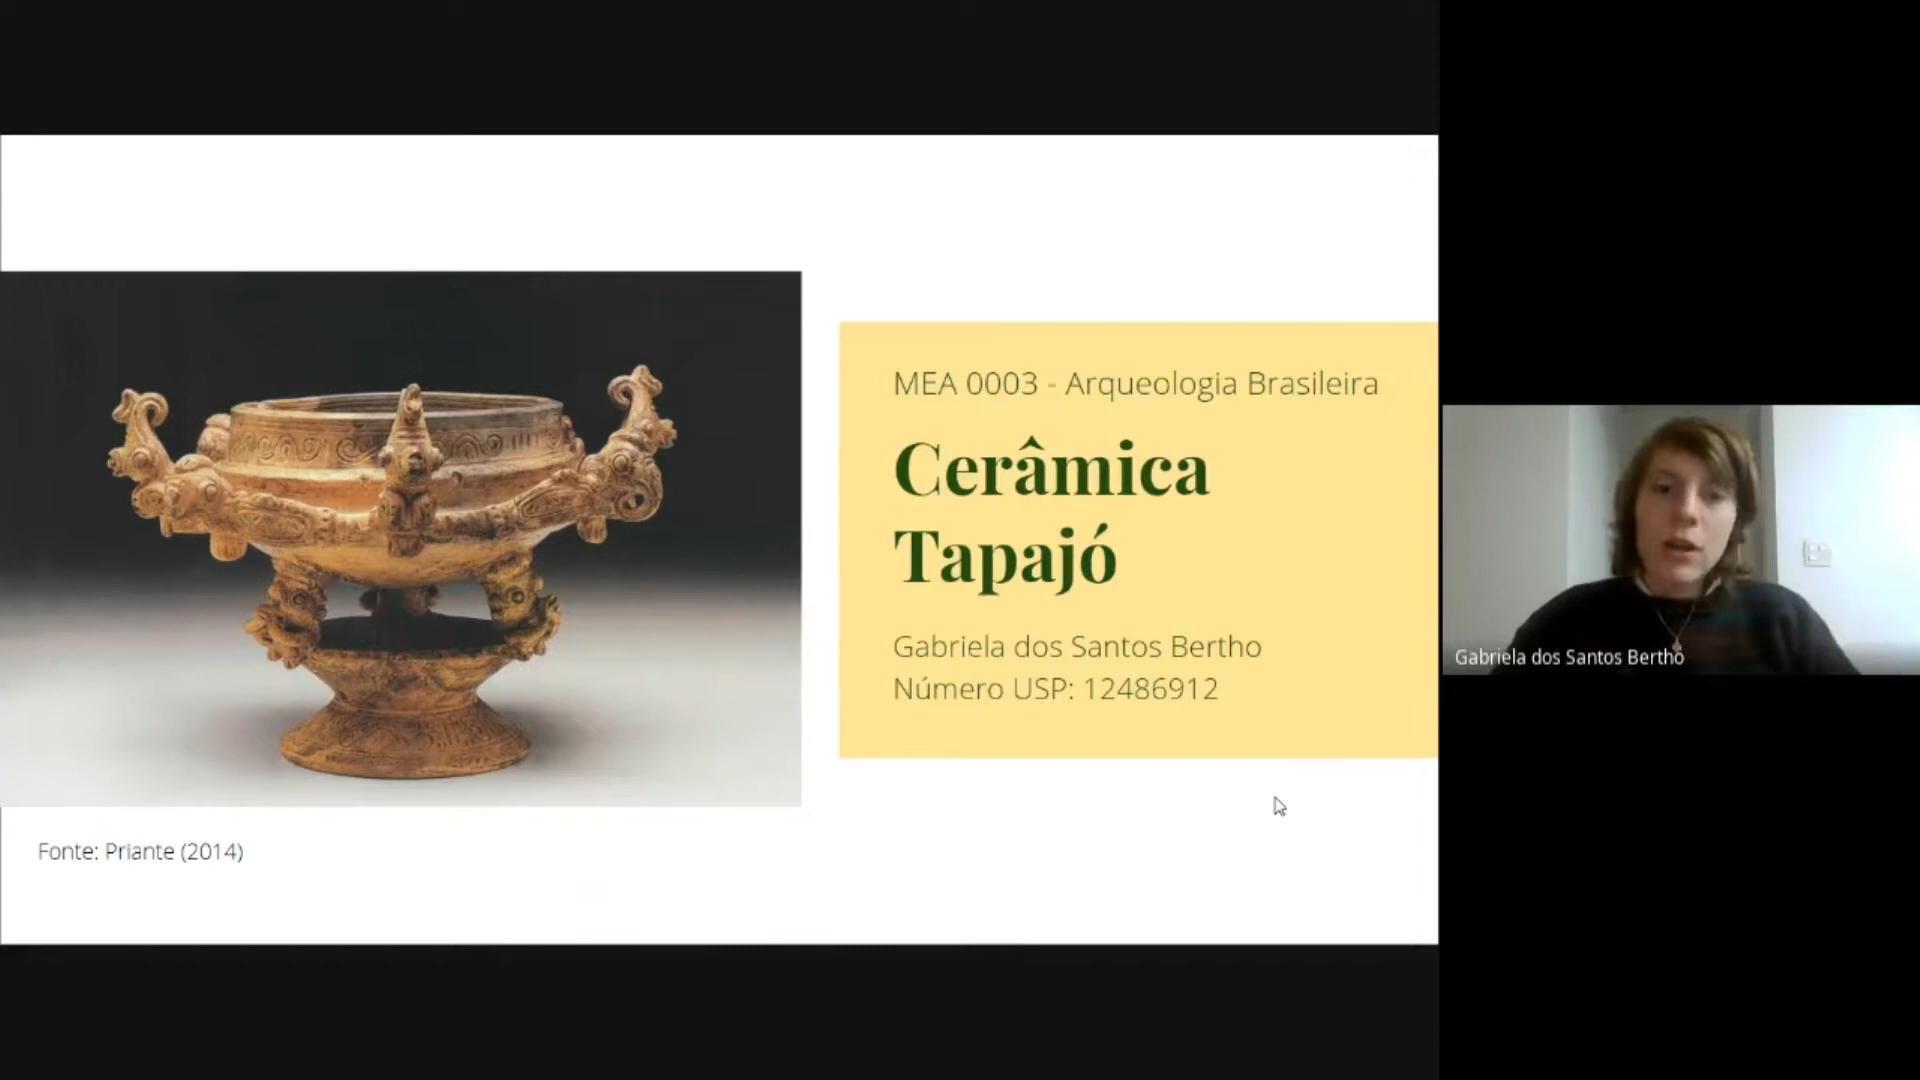 MEA 0003 - Arqueologia Brasileira
Cerâmica
Tapajó
Gabriela dos Santos Bertho
Número USP: 12486912
Fonte: Priante (2014)
Gabriela dos Santos Bertho